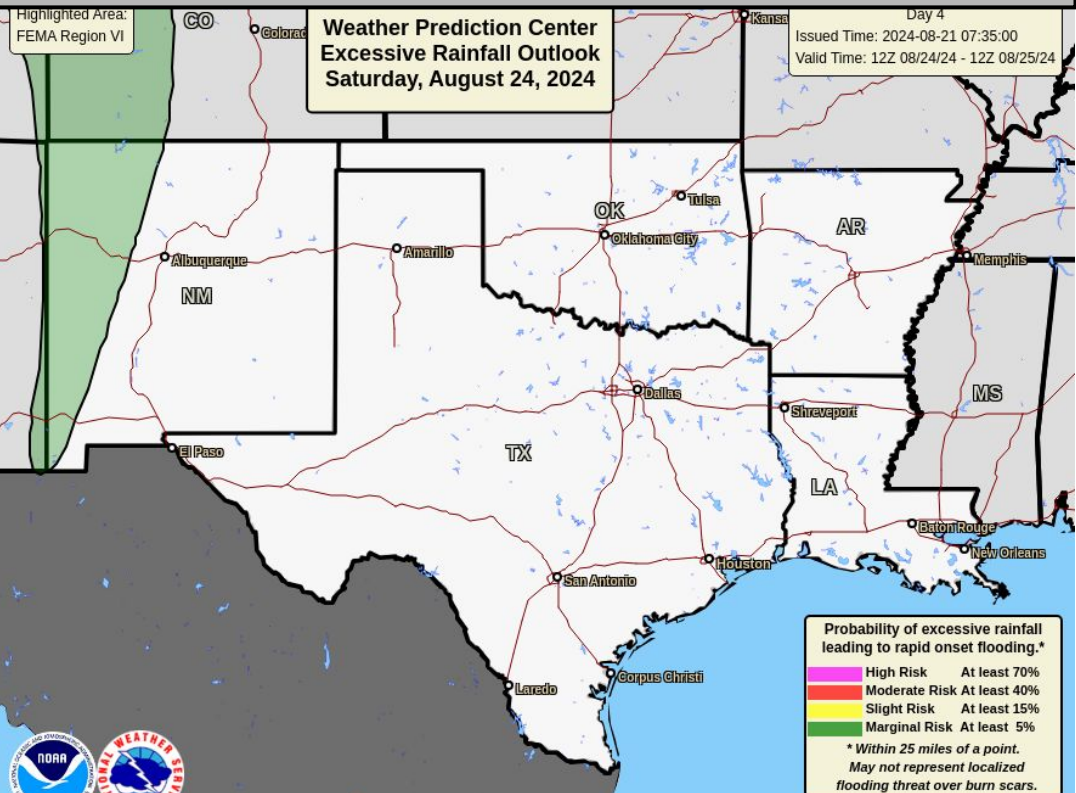 Highlighted Area:
FEMA Region VI
CO
Weather Prediction Center
Excessive Rainfall Outlook
Saturday, August 24, 2024
Day 4
Issued Time: 2024-08-21 07:35:00
Valid Time: 12Z 08/24/24 - 12Z 08/25/24
Colorad
Kansa
Tulsa
OK
Oklahoma City
AR
Albuquerque
Amarillo
Memphis
NM
Dallas
MS
Shreveport
El Paso
TX
LA
Baton Rouge
New Orleans
Houston
San Antonio
Corpus Christi
Laredo
Probability of excessive rainfall
leading to rapid onset flooding.*
High Risk At least 70%
Moderate Risk At least 40%
Slight Risk At least 15%
Marginal Risk At least 5%
* Within 25 miles of a point.
May not represent localized
flooding threat over burn scars.
NOAA
NATIONAL WEATHER SERV